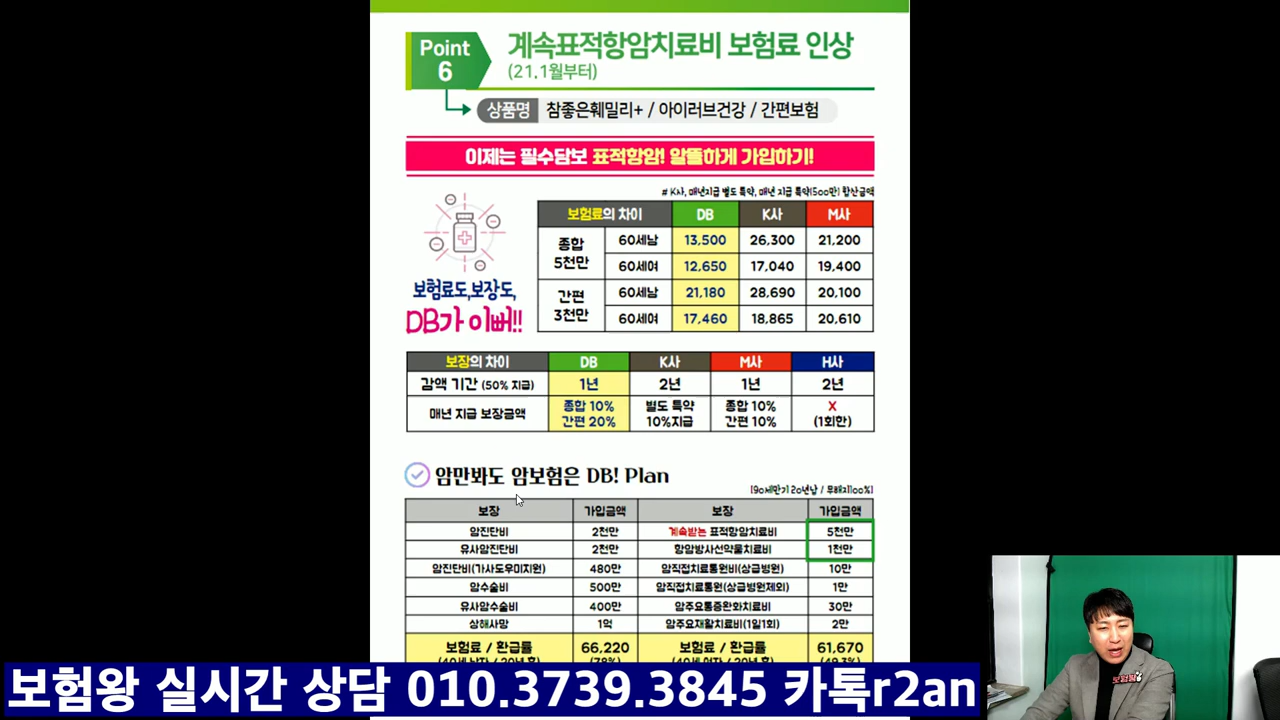 Point 6
계속표적항암치료비 보험료 인상
(21.1월부터)
상품명 참좋은훼밀리+ / 아이러브건강 / 간편보험
이제는 필수담보 표적항암! 알뜰하게 가입하기!
# K사, 매년지급 별도 특약, 매년 지급 특약(500만) 합산금액
보험료도,보장도,
DB가 이뻐!!
보험료의 차이 DB K사 M사
종합 5천만 60세남 13,500 26,300 21,200
60세여 12,650 17,040 19,400
간편 3천만 60세남 21,180 28,690 20,100
60세여 17,460 18,865 20,610
보장의 차이 DB K사 M사 H사
감액 기간 (50% 지급) 1년 2년 1년 2년
매년 지급 보장금액 종합 10% 간편 20% 별도 특약 10%지급 종합 10% 간편 10% X (1회한)
암만봐도 암보험은 DB! Plan
[90세만기 20년납 / 무해지100%]
보장 가입금액 보장 가입금액
암진단비 2천만 계속받는 표적항암치료비 5천만
유사암진단비 2천만 항암방사선약물치료비 1천만
암진단비(가사도우미지원) 480만 암직접치료통원비(상급병원) 10만
암수술비 500만 암직접치료통원(상급병원제외) 1만
유사암수술비 400만 암주요통증완화치료비 30만
상해사망 1억 암주요재활치료비(1일1회) 2만
보험료 / 환급률 66,220 보험료 / 환급률 61,670
보험왕 실시간 상담 010.3739.3845 카톡r2an
보험왕